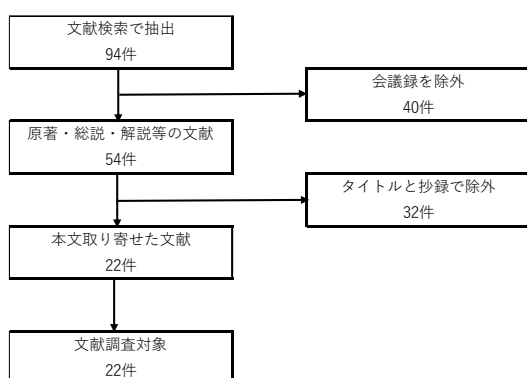 文献検索で抽出
94件
会議録を除外
40件
原著・総説・解説等の文献
54件
タイトルと抄録で除外
32件
本文取り寄せた文献
22件
文献調査対象
22件